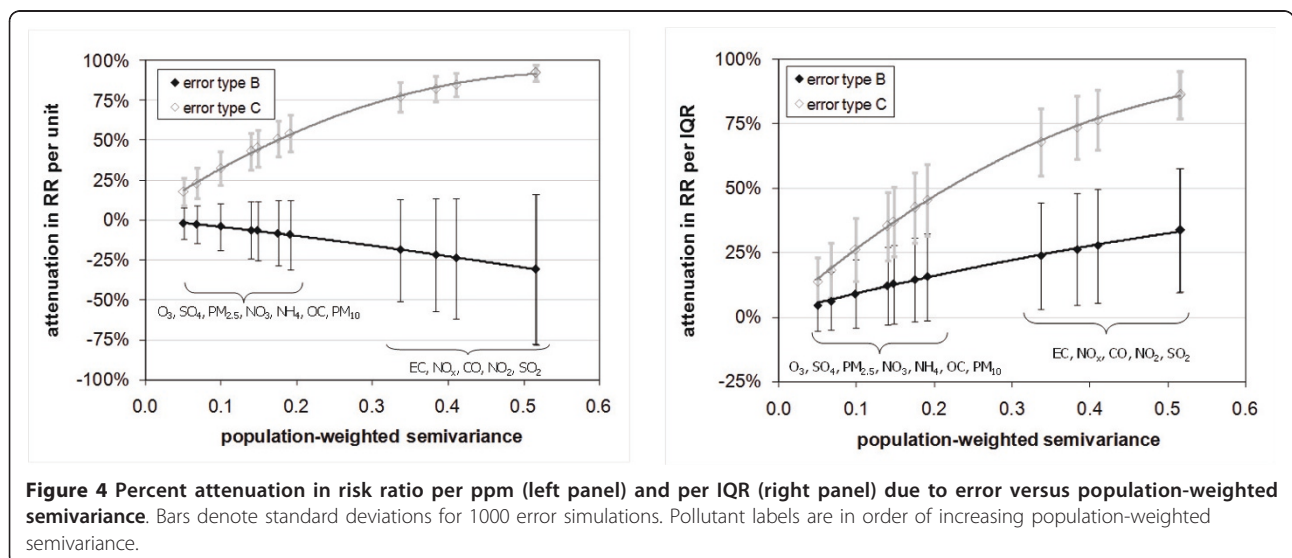 100%
75%
50%
25%
0%
-25%
-50%
-75%
-100%
attenuation in RR per unit
error type B
error type C
O₃, SO₄, PM₂.₅, NO₃, NH₄, OC, PM₁₀
EC, NOₓ, CO, NO₂, SO₂
0.0 0.1 0.2 0.3 0.4 0.5 0.6
population-weighted semivariance
100%
75%
50%
25%
0%
-25%
attenuation in RR per IQR
error type B
error type C
O₃, SO₄, PM₂.₅, NO₃, NH₄, OC, PM₁₀
EC, NOₓ, CO, NO₂, SO₂
0.0 0.1 0.2 0.3 0.4 0.5 0.6
population-weighted semivariance
Figure 4 Percent attenuation in risk ratio per ppm (left panel) and per IQR (right panel) due to error versus population-weighted
semivariance. Bars denote standard deviations for 1000 error simulations. Pollutant labels are in order of increasing population-weighted
semivariance.